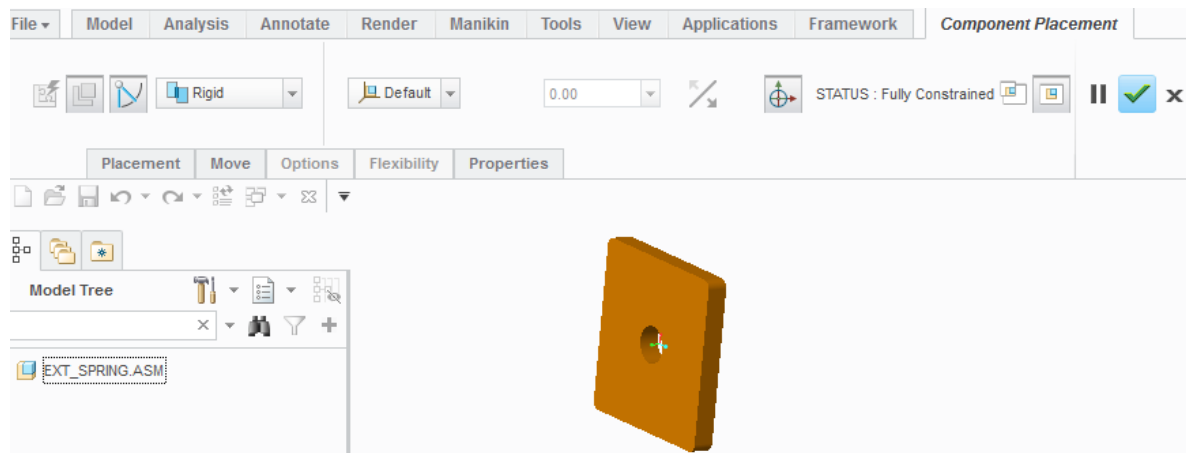 File Model Analysis Annotate Render Manikin Tools View Applications Framework Component Placement
Rigid Default 0.00 STATUS : Fully Constrained
Placement Move Options Flexibility Properties
Model Tree
EXT_SPRING.ASM